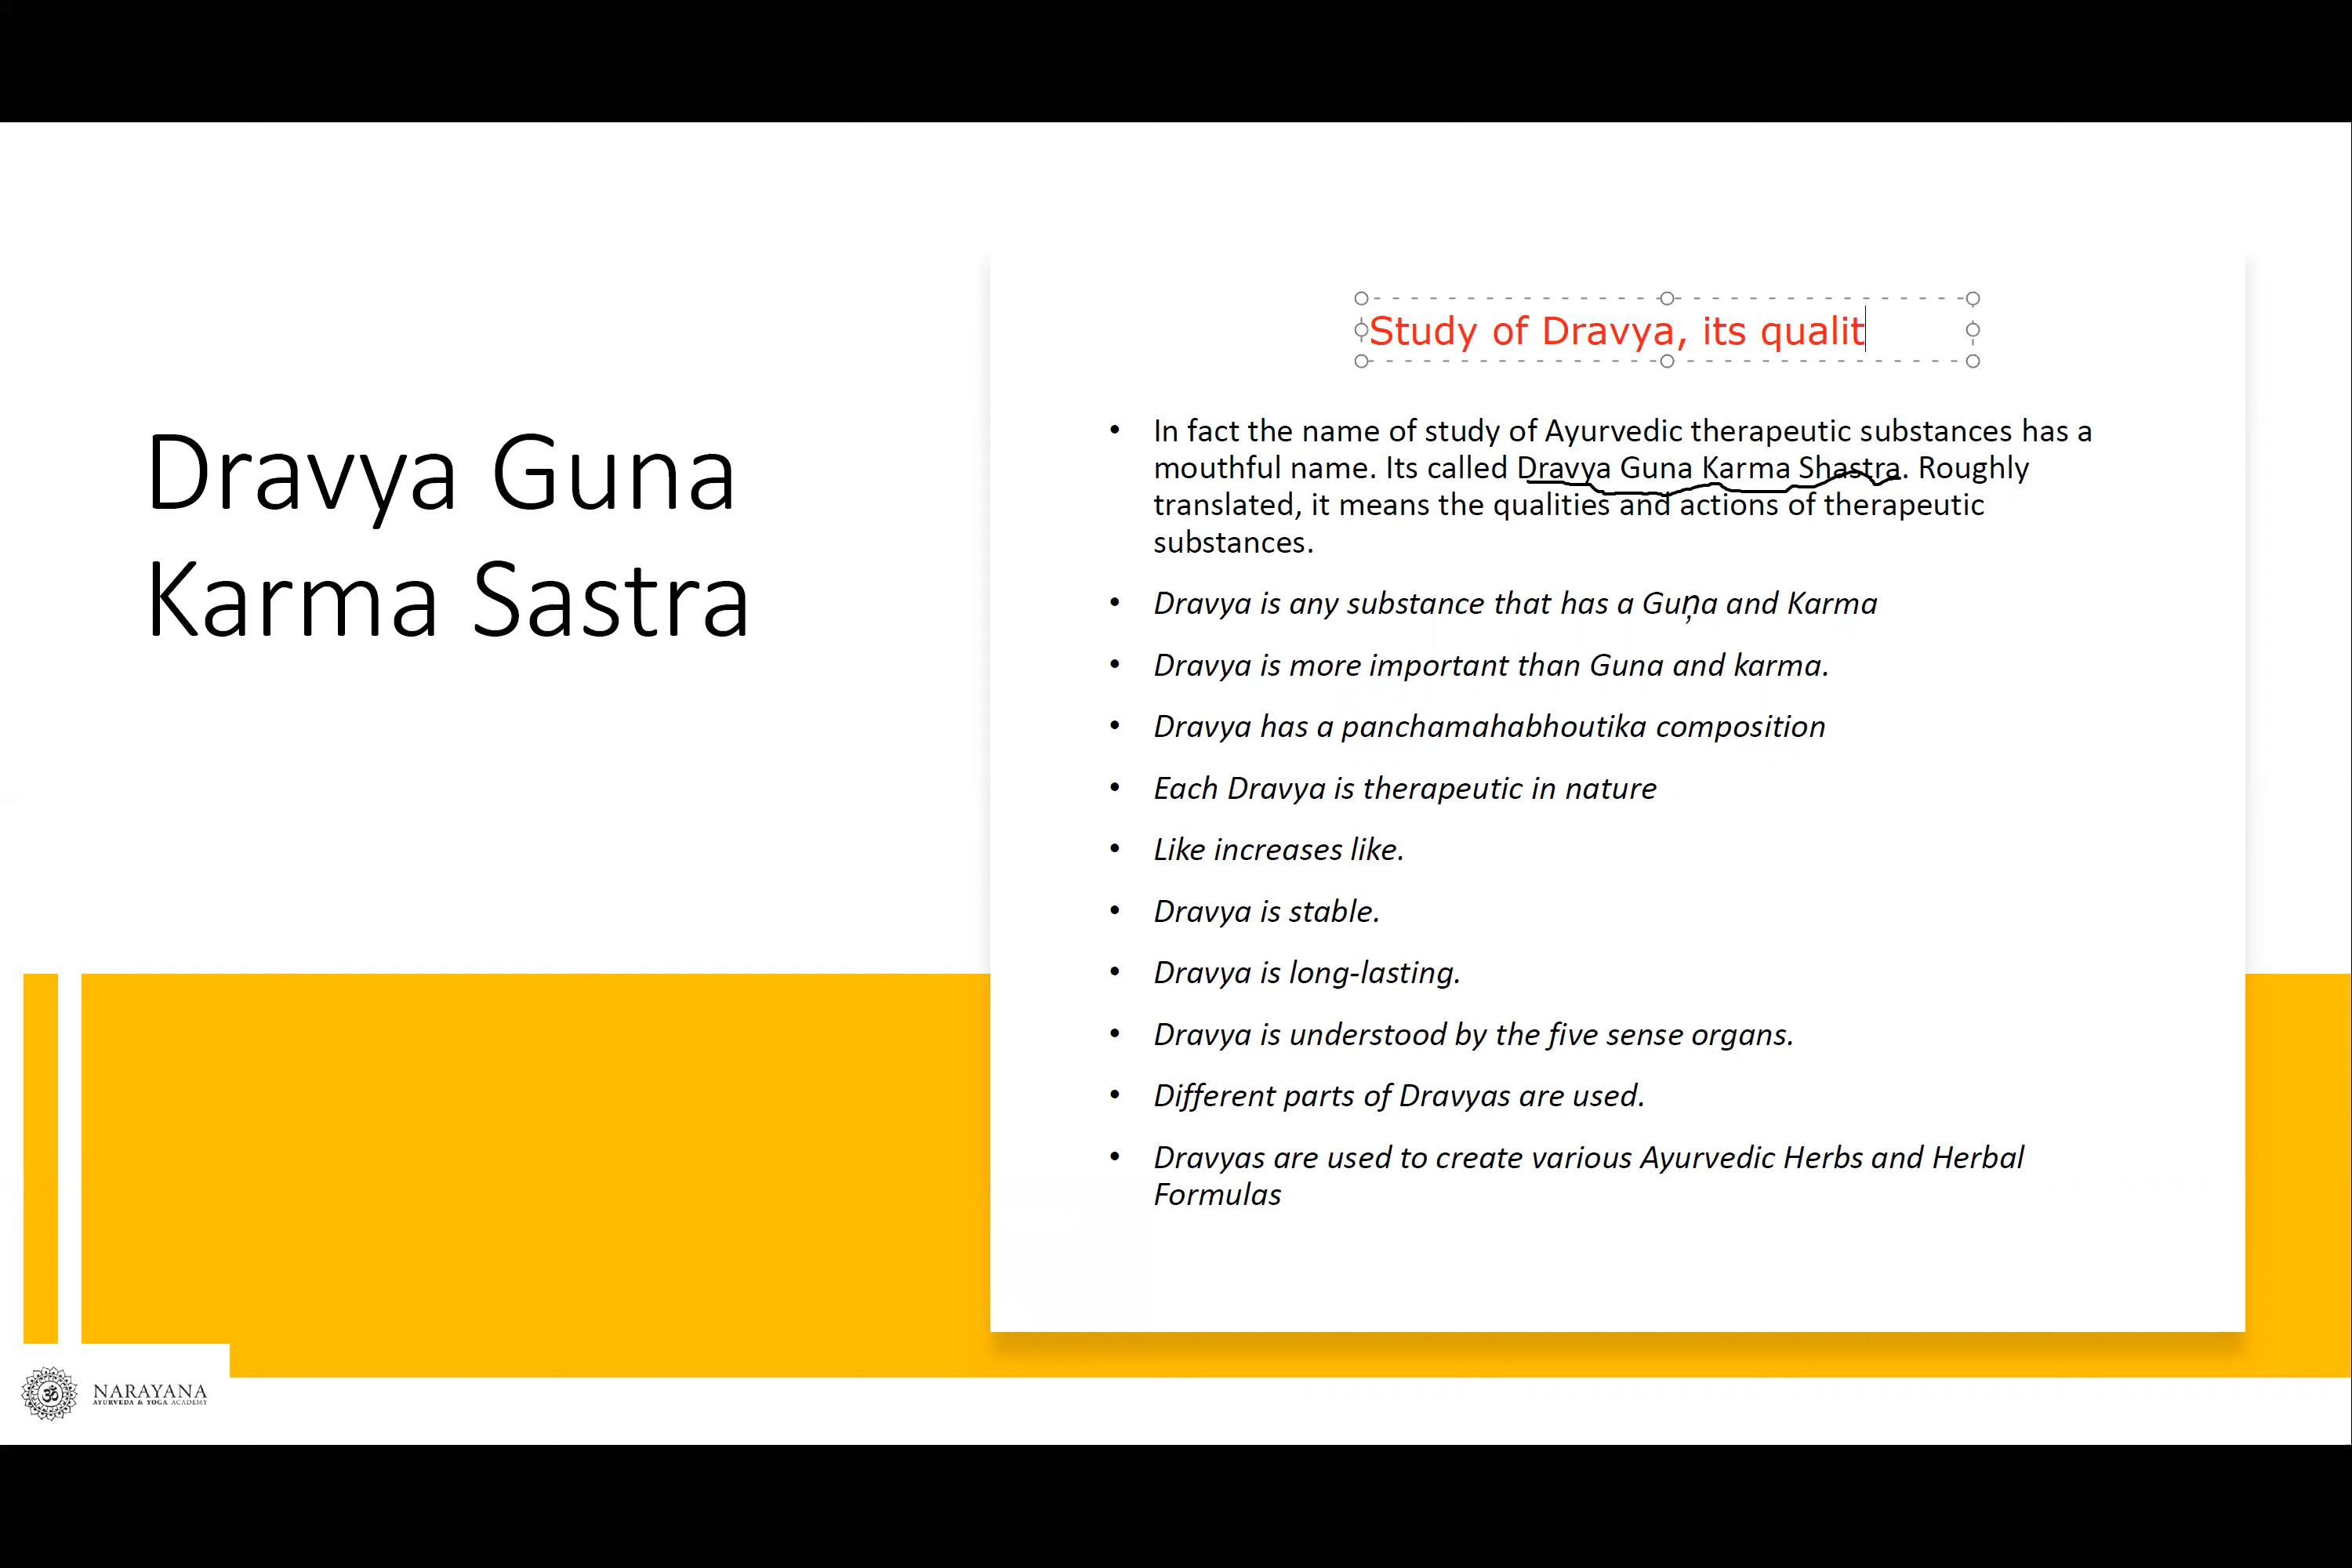 Dravya Guna
Karma Sastra
Study of Dravya, its qualit
• In fact the name of study of Ayurvedic therapeutic substances has a
mouthful name. Its called Dravya Guna Karma Shastra. Roughly
translated, it means the qualities and actions of therapeutic
substances.
• Dravya is any substance that has a Guna and Karma
• Dravya is more important than Guna and karma.
• Dravya has a panchamahabhoutika composition
• Each Dravya is therapeutic in nature
• Like increases like.
• Dravya is stable.
• Dravya is long-lasting.
• Dravya is understood by the five sense organs.
• Different parts of Dravyas are used.
• Dravyas are used to create various Ayurvedic Herbs and Herbal
Formulas
ॐ
NARAYANA
AYURVEDA & YOGA ACADEMY